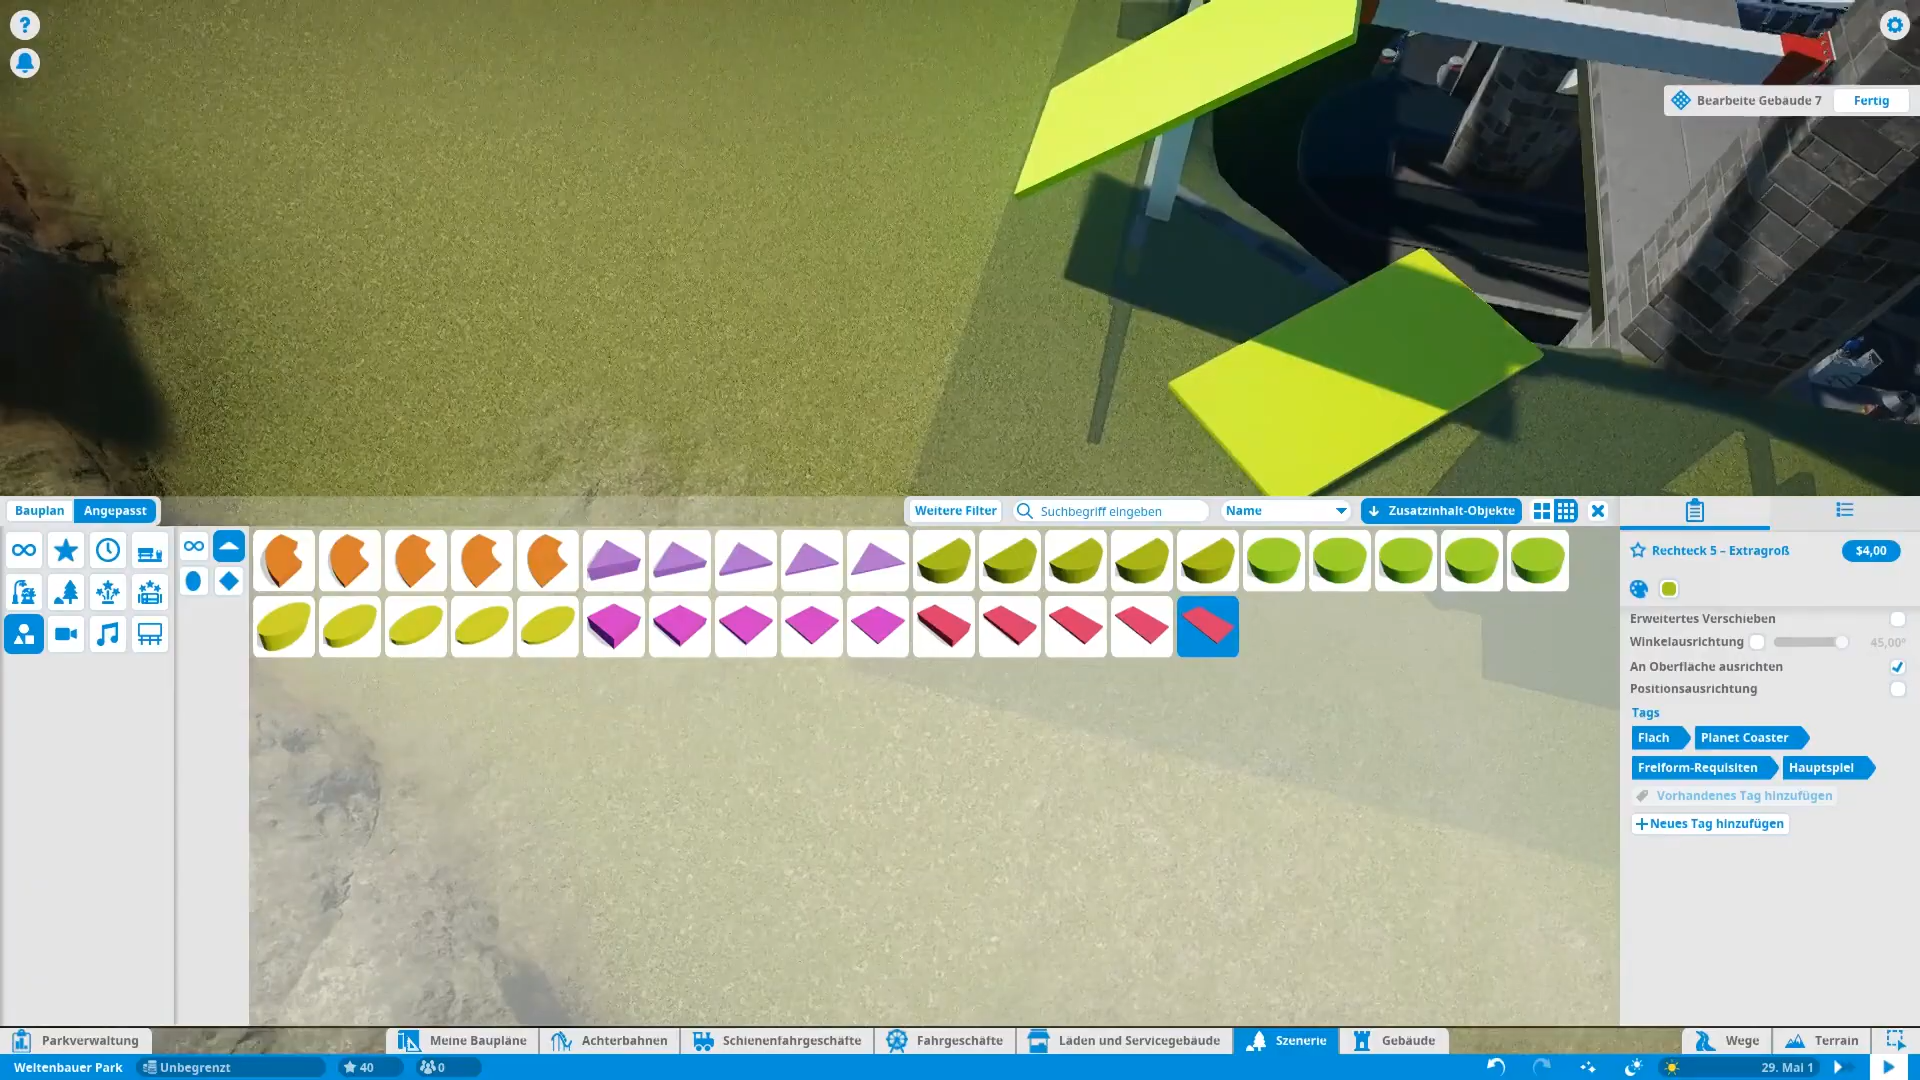 ?
Bearbeite Gebäude 7
Fertig
Bauplan
Angepasst
Weitere Filter
Suchbegriff eingeben
Name
Zusatzinhalt-Objekte
Rechteck 5 – Extragroß
$4,00
Erweitertes Verschieben
Winkelausrichtung
45,00°
An Oberfläche ausrichten
Positionsausrichtung
Tags
Flach
Planet Coaster
Freiform-Requisiten
Hauptspiel
Vorhandenes Tag hinzufügen
Neues Tag hinzufügen
Parkverwaltung
Meine Baupläne
Achterbahnen
Schienenfahrgeschäfte
Fahrgeschäfte
Läden und Servicegebäude
Szenerie
Gebäude
Wege
Terrain
Weltenbauer Park
Unbegrenzt
40
0
29. Mai 1